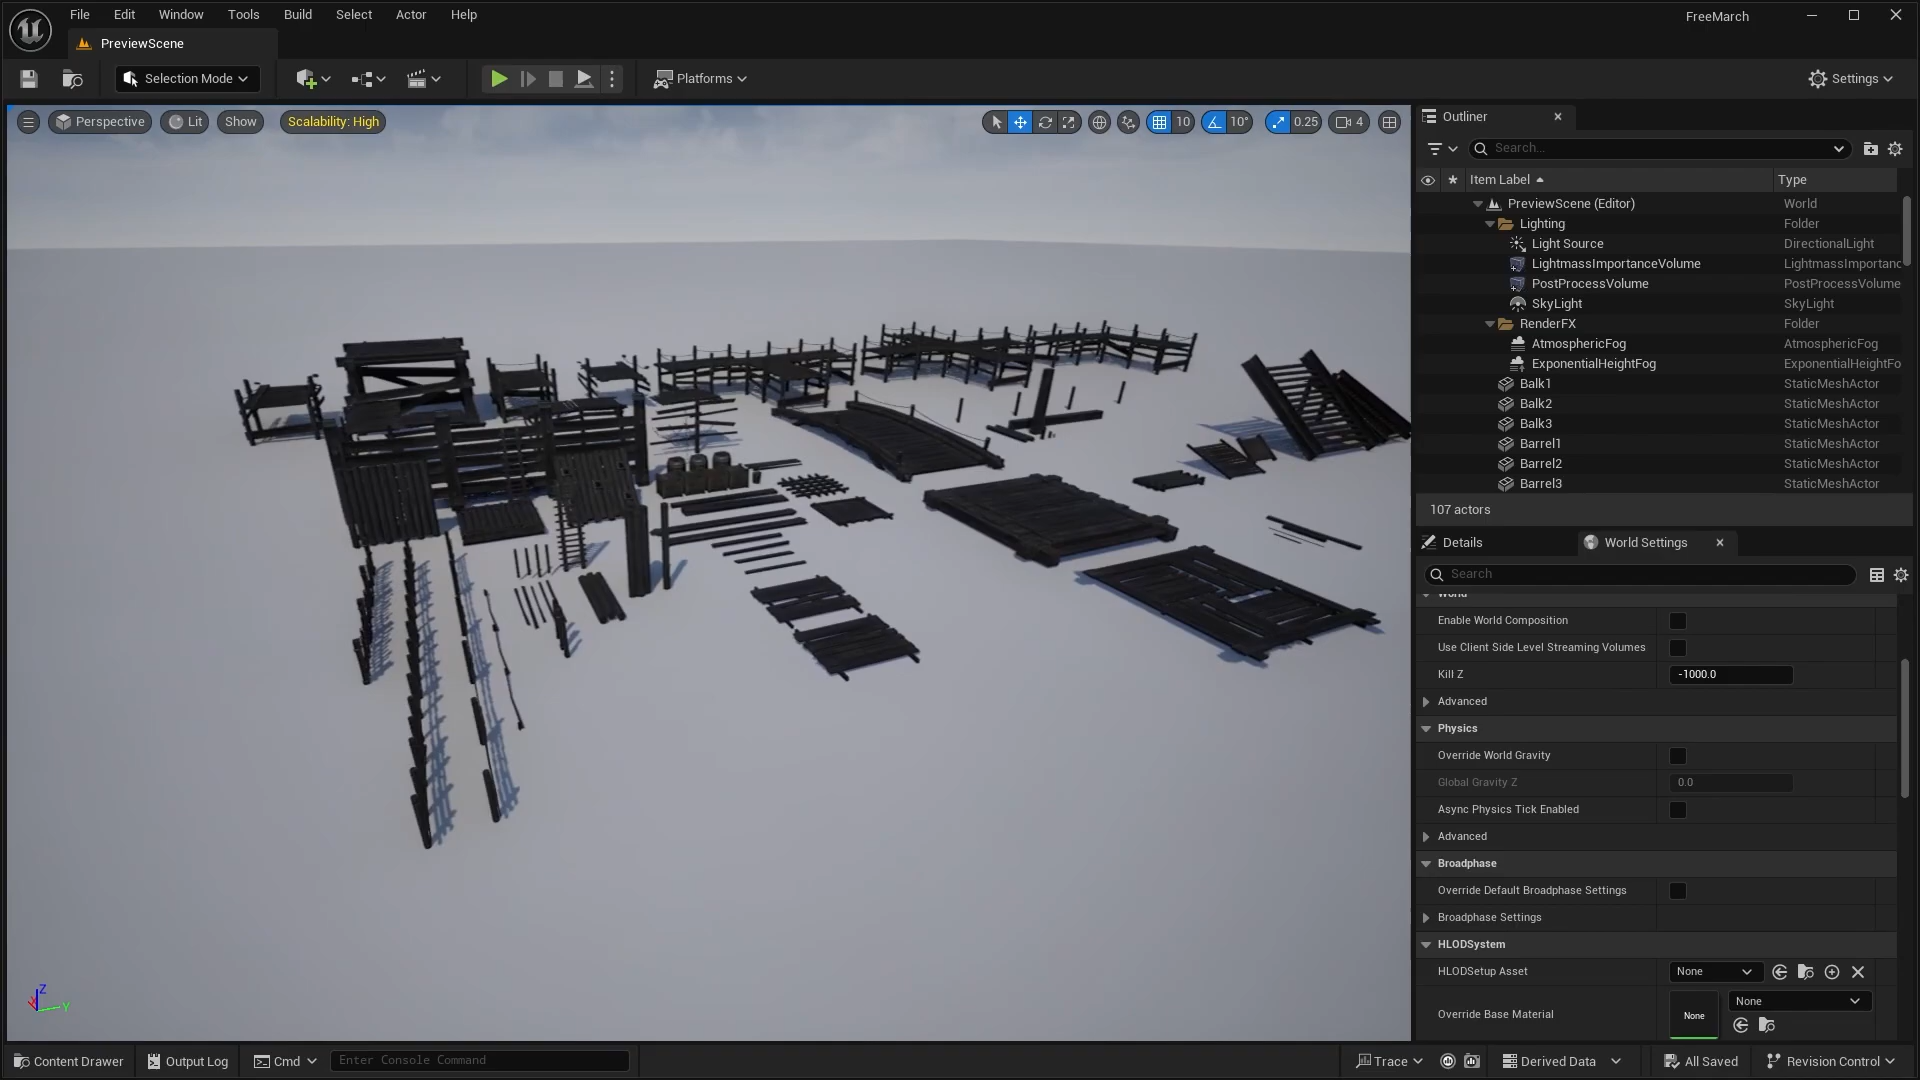 File Edit Window Tools Build Select Actor Help
FreeMarch
PreviewScene
Selection Mode
Platforms
Settings
Perspective
Lit
Show
Scalability: High
10
10°
0.25
4
Outliner
Search...
Item Label
Type
PreviewScene (Editor) World
Lighting Folder
Light Source DirectionalLight
LightmassImportanceVolume LightmassImportanc
PostProcessVolume PostProcessVolume
SkyLight SkyLight
RenderFX Folder
AtmosphericFog AtmosphericFog
ExponentialHeightFog ExponentialHeightFo
Balk1 StaticMeshActor
Balk2 StaticMeshActor
Balk3 StaticMeshActor
Barrel1 StaticMeshActor
Barrel2 StaticMeshActor
Barrel3 StaticMeshActor
107 actors
Details
World Settings
Search
World
Enable World Composition
Use Client Side Level Streaming Volumes
Kill Z -1000.0
Advanced
Physics
Override World Gravity
Global Gravity Z 0.0
Async Physics Tick Enabled
Advanced
Broadphase
Override Default Broadphase Settings
Broadphase Settings
HLODSystem
HLODSetup Asset None
Override Base Material None None
Z
X
Y
Content Drawer
Output Log
Cmd
Enter Console Command
Trace
Derived Data
All Saved
Revision Control